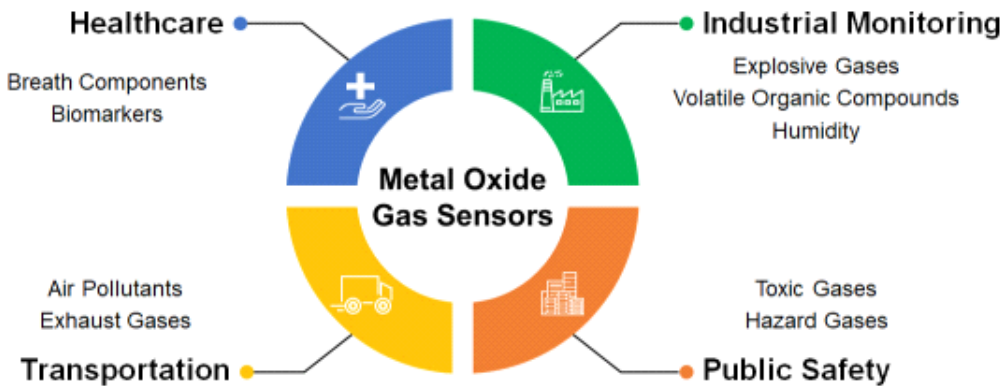 Healthcare
Breath Components
Biomarkers
Industrial Monitoring
Explosive Gases
Volatile Organic Compounds
Humidity
Metal Oxide
Gas Sensors
Air Pollutants
Exhaust Gases
Transportation
Toxic Gases
Hazard Gases
Public Safety